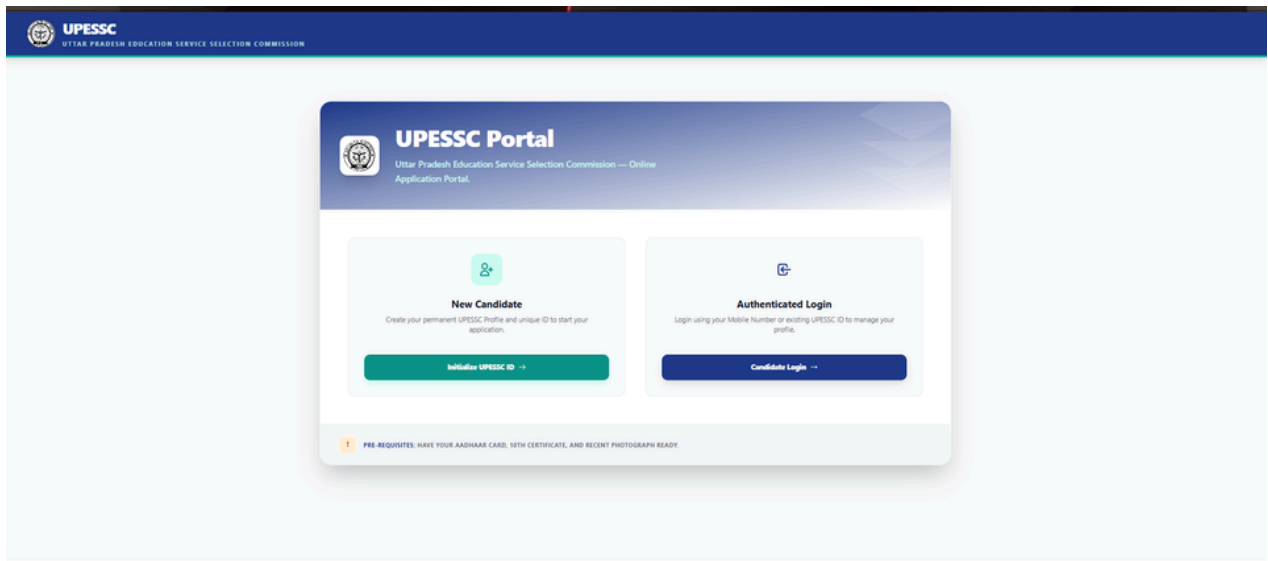 UPESSC
UTTAR PRADESH EDUCATION SERVICE SELECTION COMMISSION
UPESSC Portal
Uttar Pradesh Education Service Selection Commission — Online
Application Portal.
New Candidate
Create your permanent UPESSC Profile and unique ID to start your
application.
Initialize UPESSC ID →
Authenticated Login
Login using your Mobile Number or existing UPESSC ID to manage your
profile.
Candidate Login →
! PRE-REQUISITES: HAVE YOUR AADHAAR CARD, 10TH CERTIFICATE, AND RECENT PHOTOGRAPH READY.